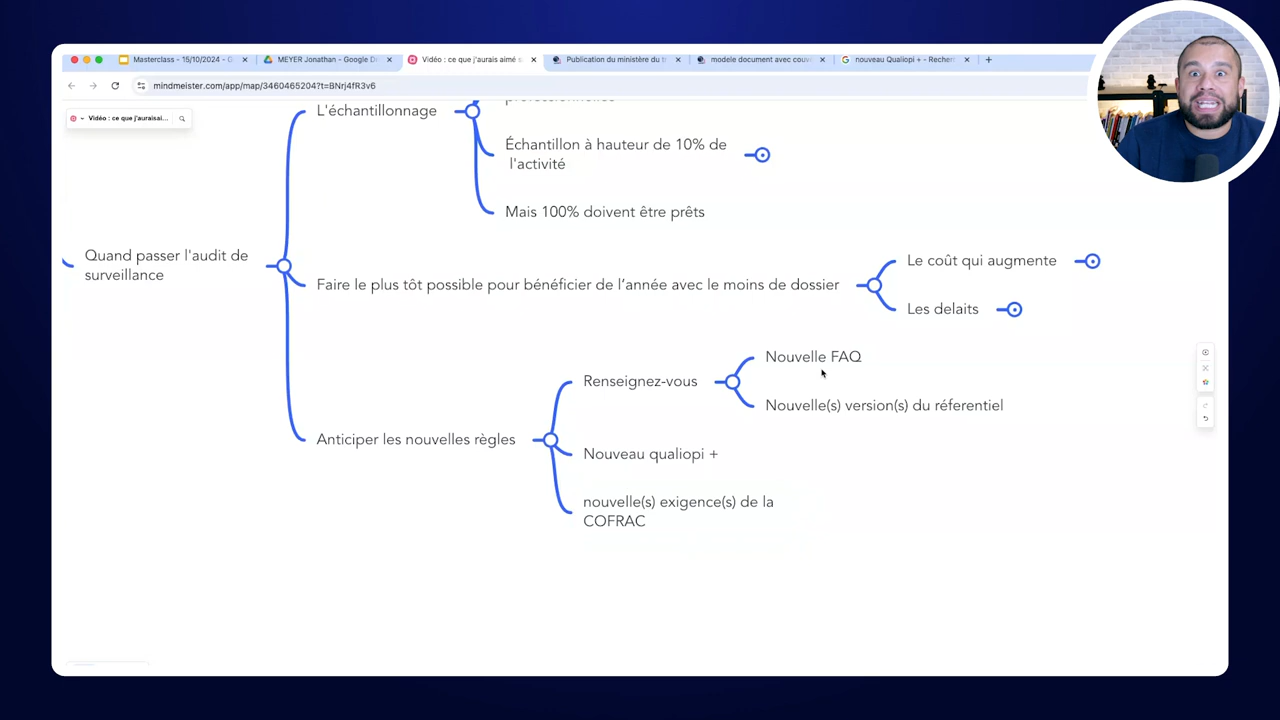 Masterclass - 15/10/2024 - G
MEYER Jonathan - Google D
Vidéo : ce que j'aurais aimé s
Publication du ministère du t
modele document avec couv
nouveau Qualiopi + - Recher
mindmeister.com/app/map/3460465204?t=BNrj4fR3v6
Vidéo : ce que j'auraisai...
L'échantillonnage
professionnelles
Échantillon à hauteur de 10% de
l'activité
Mais 100% doivent être prêts
Quand passer l'audit de
surveillance
Faire le plus tôt possible pour bénéficier de l’année avec le moins de dossier
Le coût qui augmente
Les delaits
Anticiper les nouvelles règles
Renseignez-vous
Nouvelle FAQ
Nouvelle(s) version(s) du réferentiel
Nouveau qualiopi +
nouvelle(s) exigence(s) de la
COFRAC